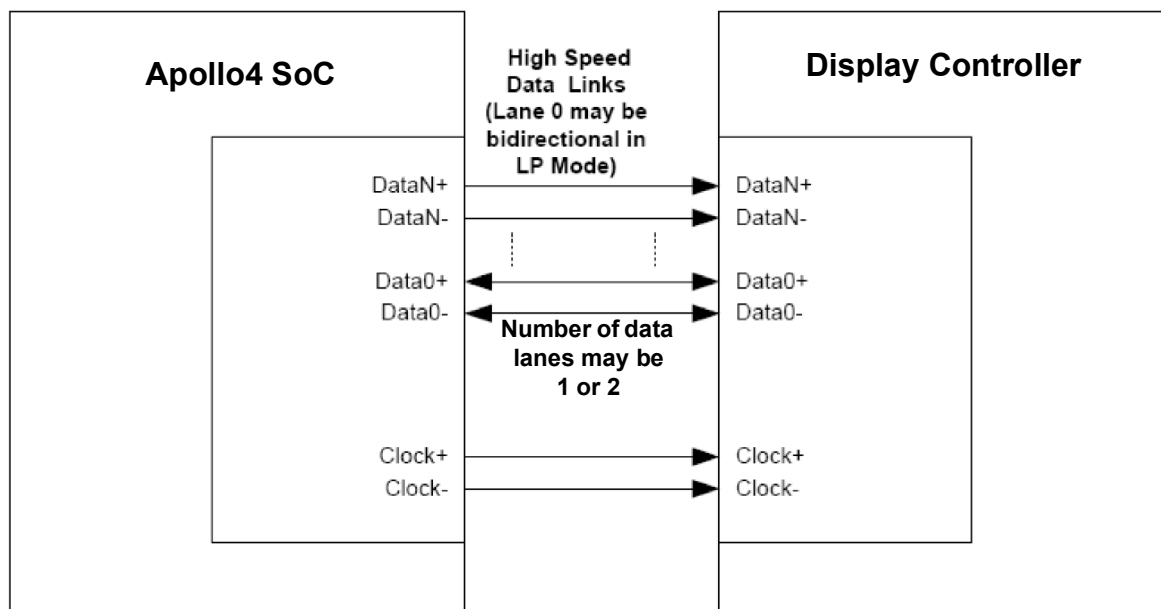 Apollo4 SoC
High Speed
Data Links
(Lane 0 may be
bidirectional in
LP Mode)
Display Controller
DataN+
DataN+
DataN-
DataN-
Data0+
Data0+
Data0-
Data0-
Number of data
lanes may be
1 or 2
Clock+
Clock+
Clock-
Clock-